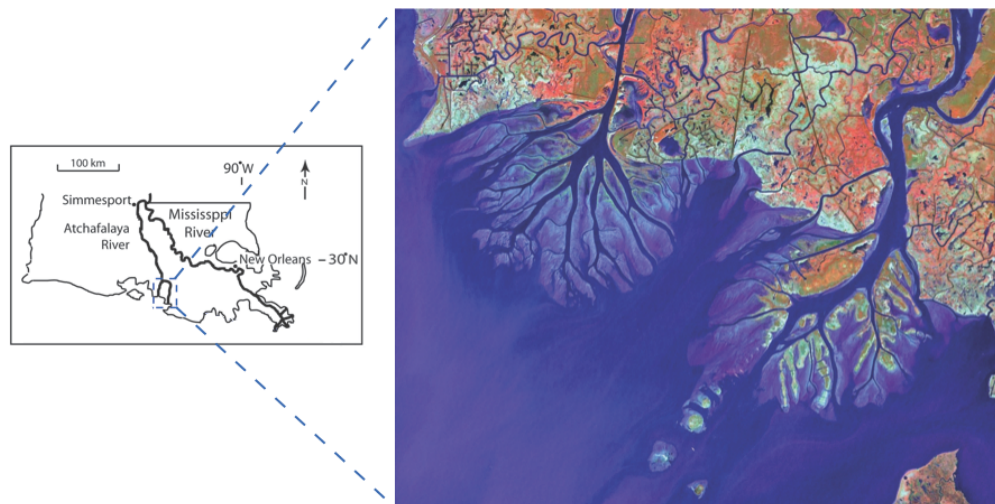 100 km
90°W
N
Simmesport
Mississppi
River
Atchafalaya
River
New Orleans
30°N